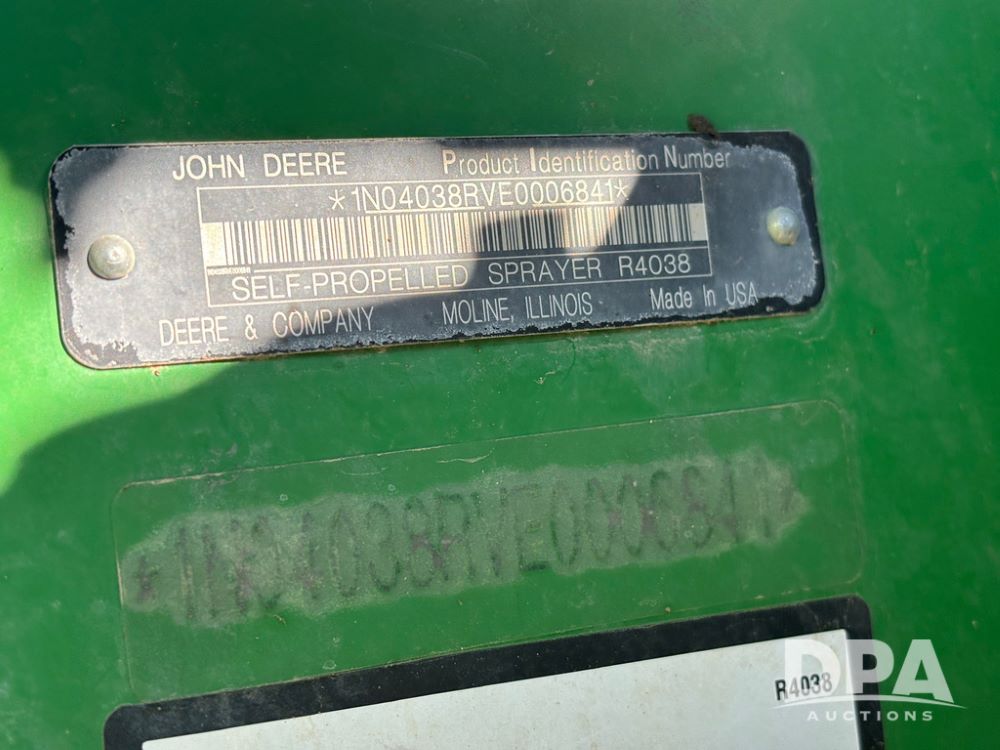 JOHN DEERE Product Identification Number
*1N04038RVE0006841*
SELF-PROPELLED SPRAYER R4038
DEERE & COMPANY MOLINE, ILLINOIS Made In USA
*1N04038RVE0006841*
R4038
DPA
AUCTIONS